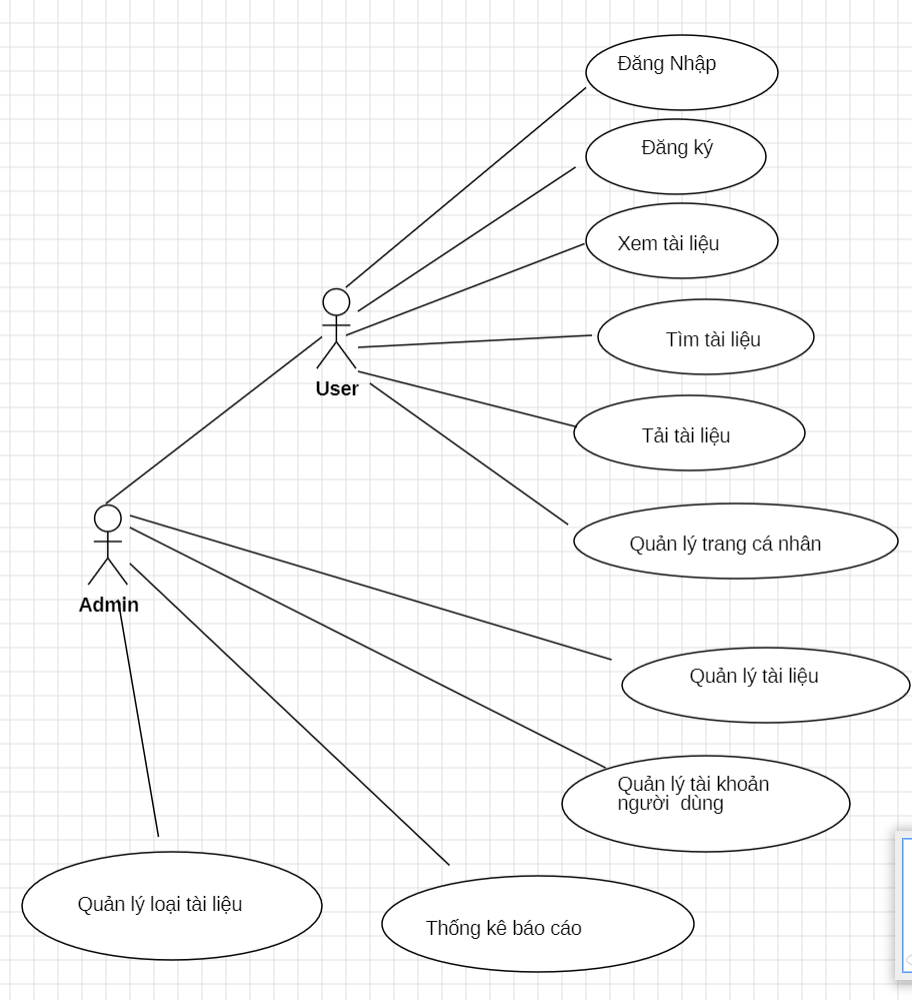 Đăng Nhập
Đăng ký
Xem tài liệu
Tìm tài liệu
User
Tải tài liệu
Quản lý trang cá nhân
Admin
Quản lý tài liệu
Quản lý tài khoản
người dùng
Quản lý loại tài liệu
Thống kê báo cáo